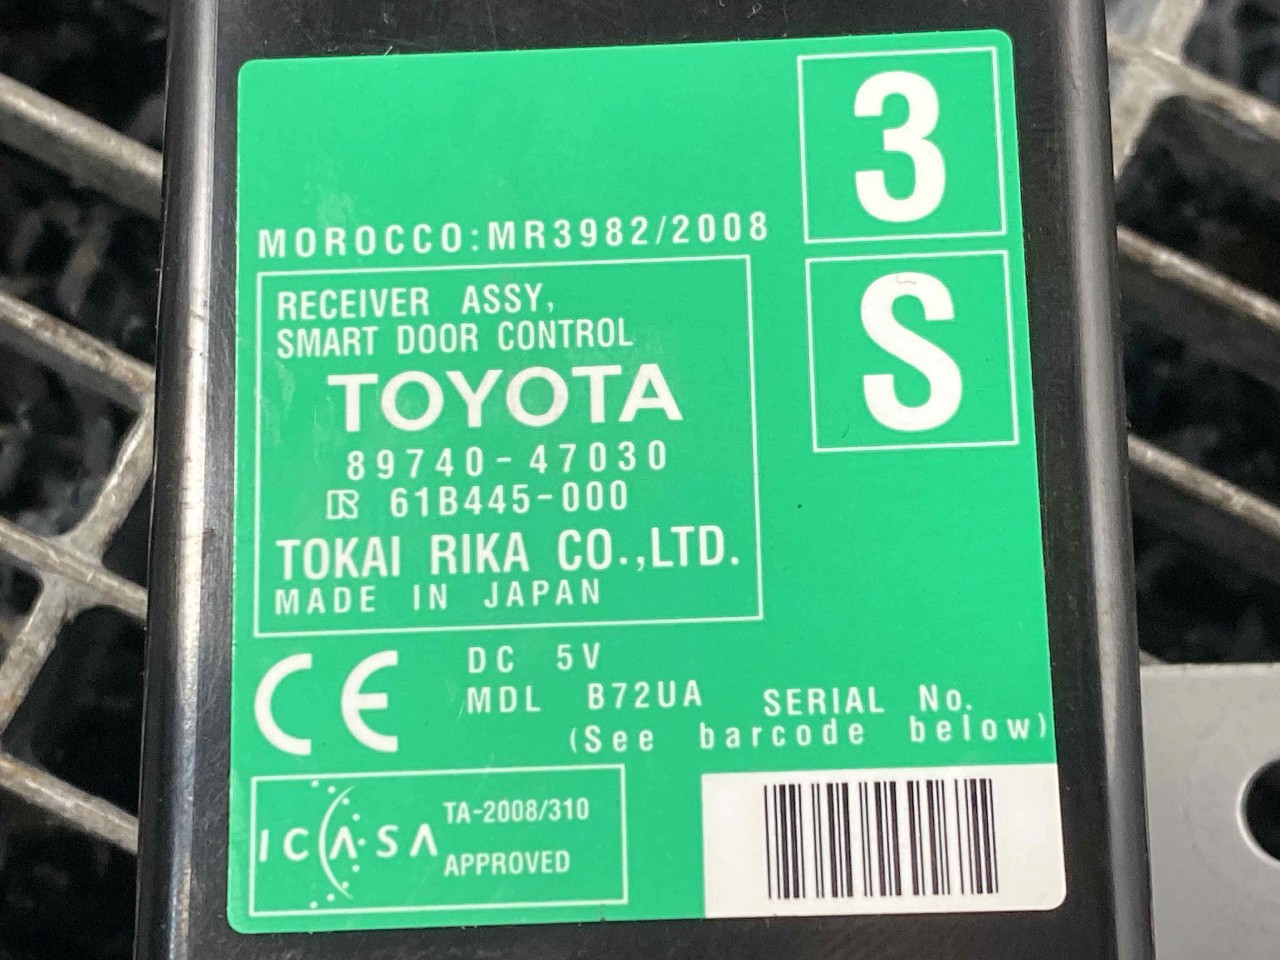 3
S
MOROCCO:MR3982/2008
RECEIVER ASSY,
SMART DOOR CONTROL
TOYOTA
89740-47030
61B445-000
TOKAI RIKA CO.,LTD.
MADE IN JAPAN
CE
DC 5V
MDL B72UA SERIAL No.
(See barcode below)
ICASA
TA-2008/310
APPROVED